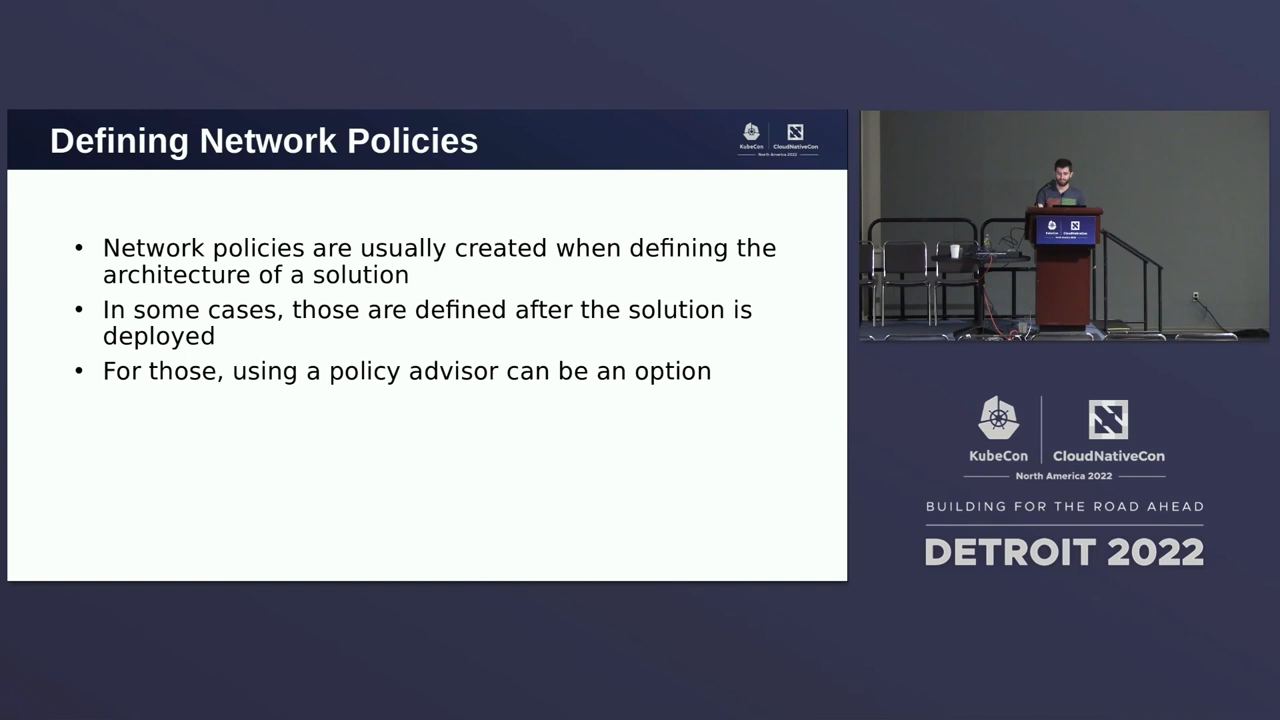 Defining Network Policies
KubeCon
CloudNativeCon
North America 2022
• Network policies are usually created when defining the
architecture of a solution
• In some cases, those are defined after the solution is
deployed
• For those, using a policy advisor can be an option
KubeCon
CloudNativeCon
KubeCon
CloudNativeCon
North America 2022
BUILDING FOR THE ROAD AHEAD
DETROIT 2022